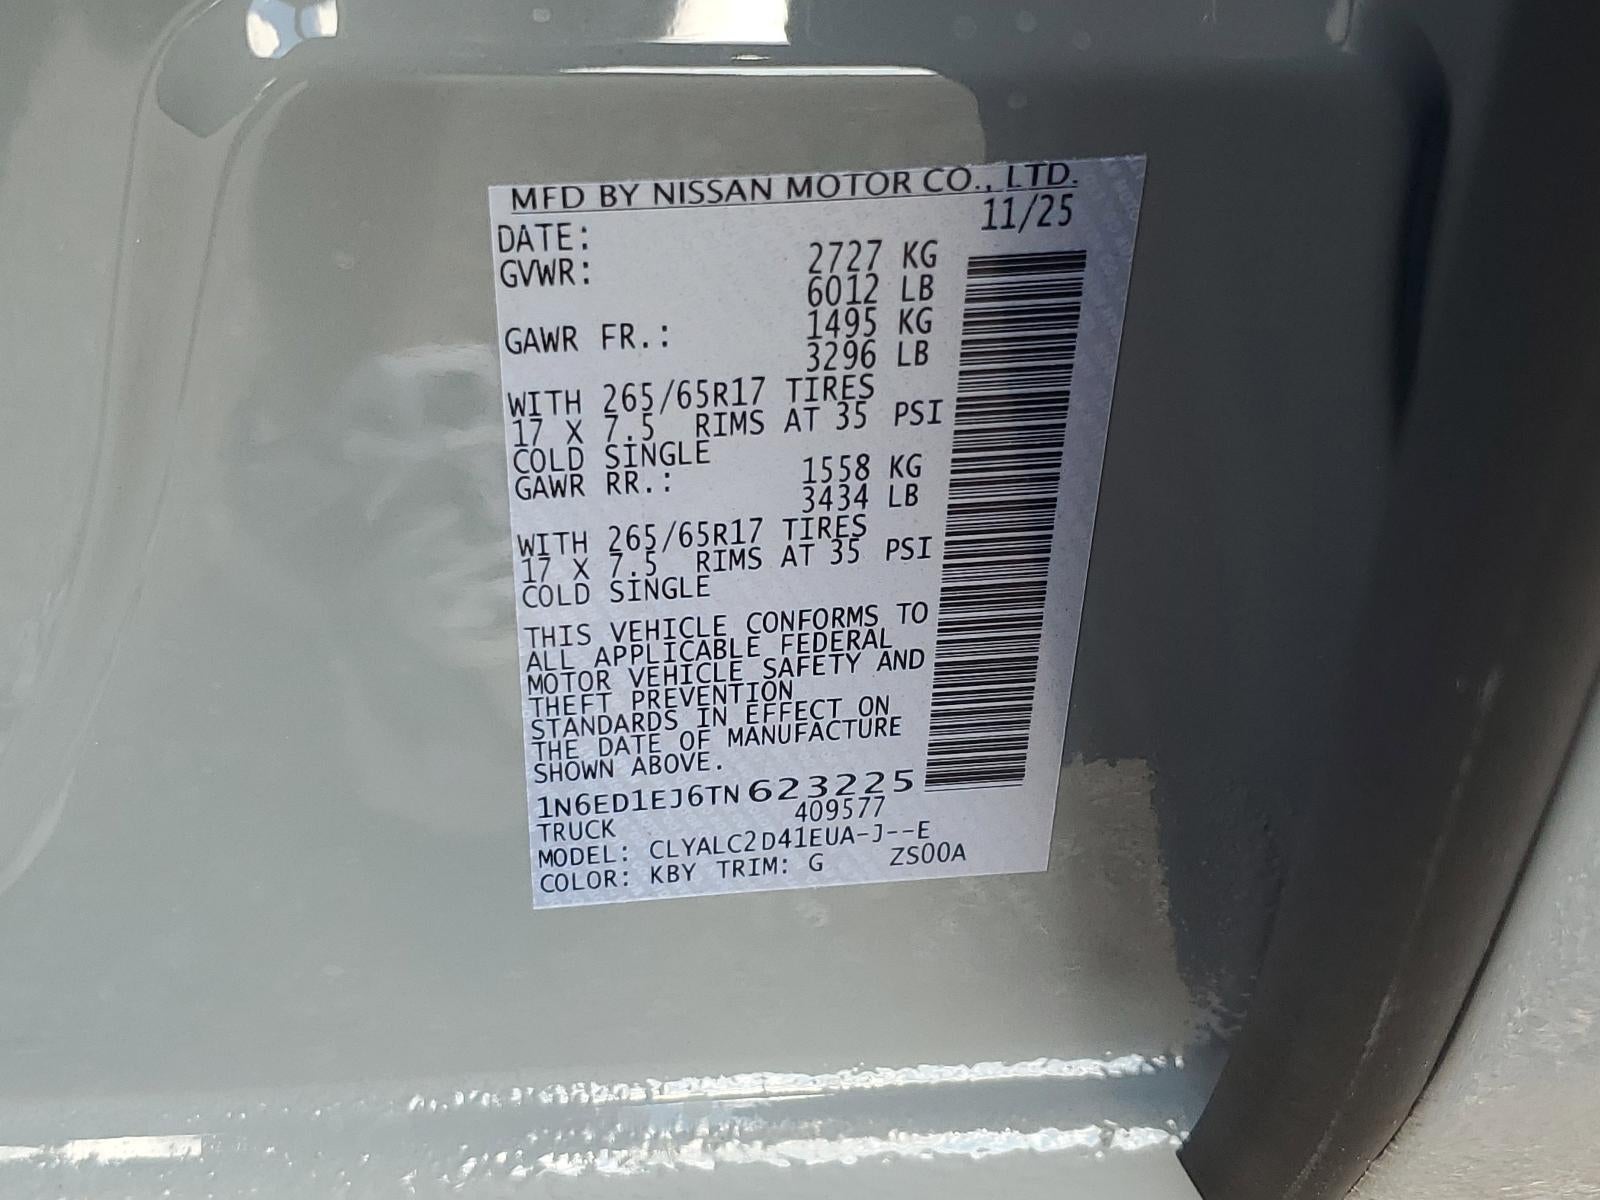 MFD BY NISSAN MOTOR CO., LTD.
DATE: 11/25
GVWR: 2727 KG
6012 LB
GAWR FR.: 1495 KG
3296 LB
WITH 265/65R17 TIRES
17 X 7.5 RIMS AT 35 PSI
COLD SINGLE
GAWR RR.: 1558 KG
3434 LB
WITH 265/65R17 TIRES
17 X 7.5 RIMS AT 35 PSI
COLD SINGLE
THIS VEHICLE CONFORMS TO
ALL APPLICABLE FEDERAL
MOTOR VEHICLE SAFETY AND
THEFT PREVENTION
STANDARDS IN EFFECT ON
THE DATE OF MANUFACTURE
SHOWN ABOVE.
1N6ED1EJ6TN623225
TRUCK 409577
MODEL: CLYALC2D41EUA-J--E
COLOR: KBY TRIM: G ZS00A